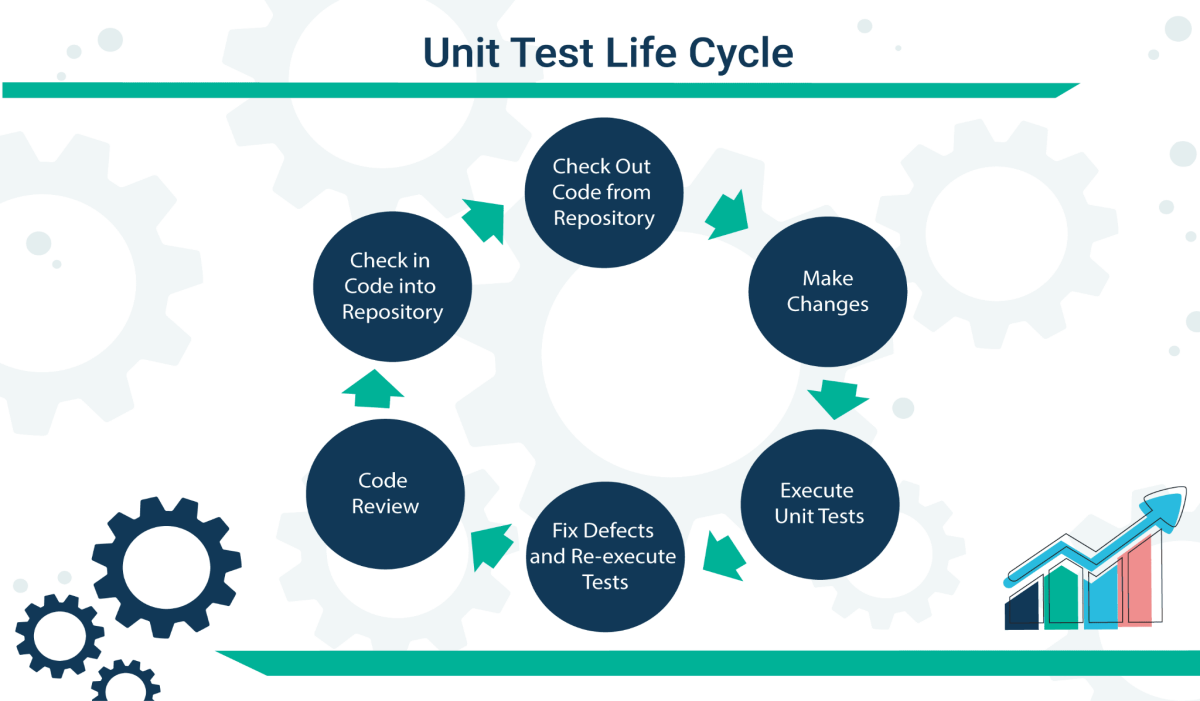 Unit Test Life Cycle
Check Out
Code from
Repository
Make
Changes
Execute
Unit Tests
Fix Defects
and Re-execute
Tests
Code
Review
Check in
Code into
Repository